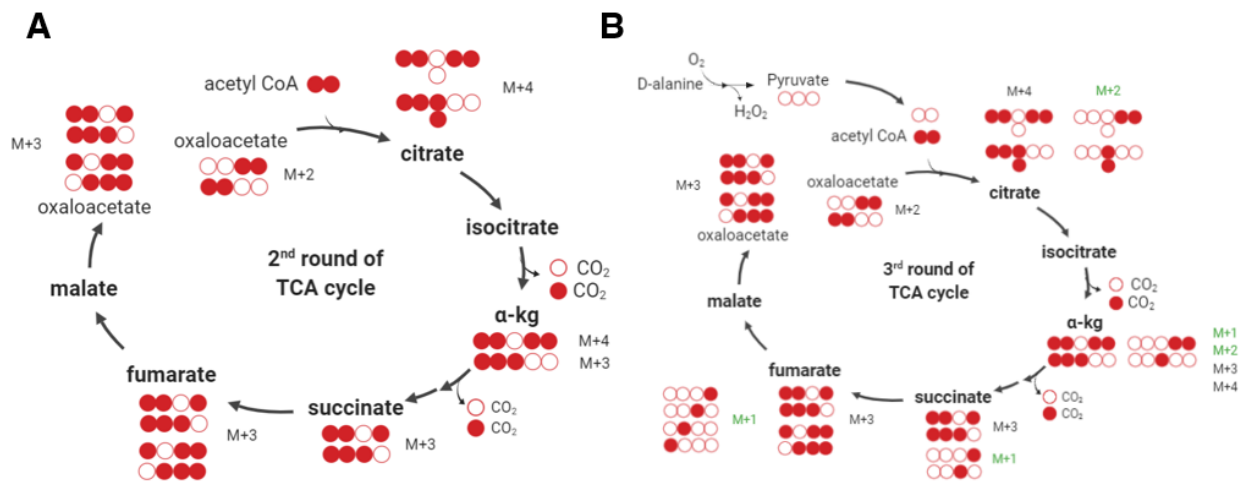 A
acetyl CoA
M+4
M+3
oxaloacetate
M+2
citrate
oxaloacetate
isocitrate
2nd round of
TCA cycle
CO2
CO2
malate
α-kg
M+4
M+3
fumarate
M+3
succinate
M+3
CO2
CO2
B
O2
D-alanine
Pyruvate
H2O2
M+4
M+2
acetyl CoA
M+3
oxaloacetate
M+2
citrate
oxaloacetate
isocitrate
3rd round of
TCA cycle
CO2
CO2
malate
α-kg
M+1
M+2
M+3
M+4
fumarate
M+1
M+3
succinate
M+3
M+1
CO2
CO2